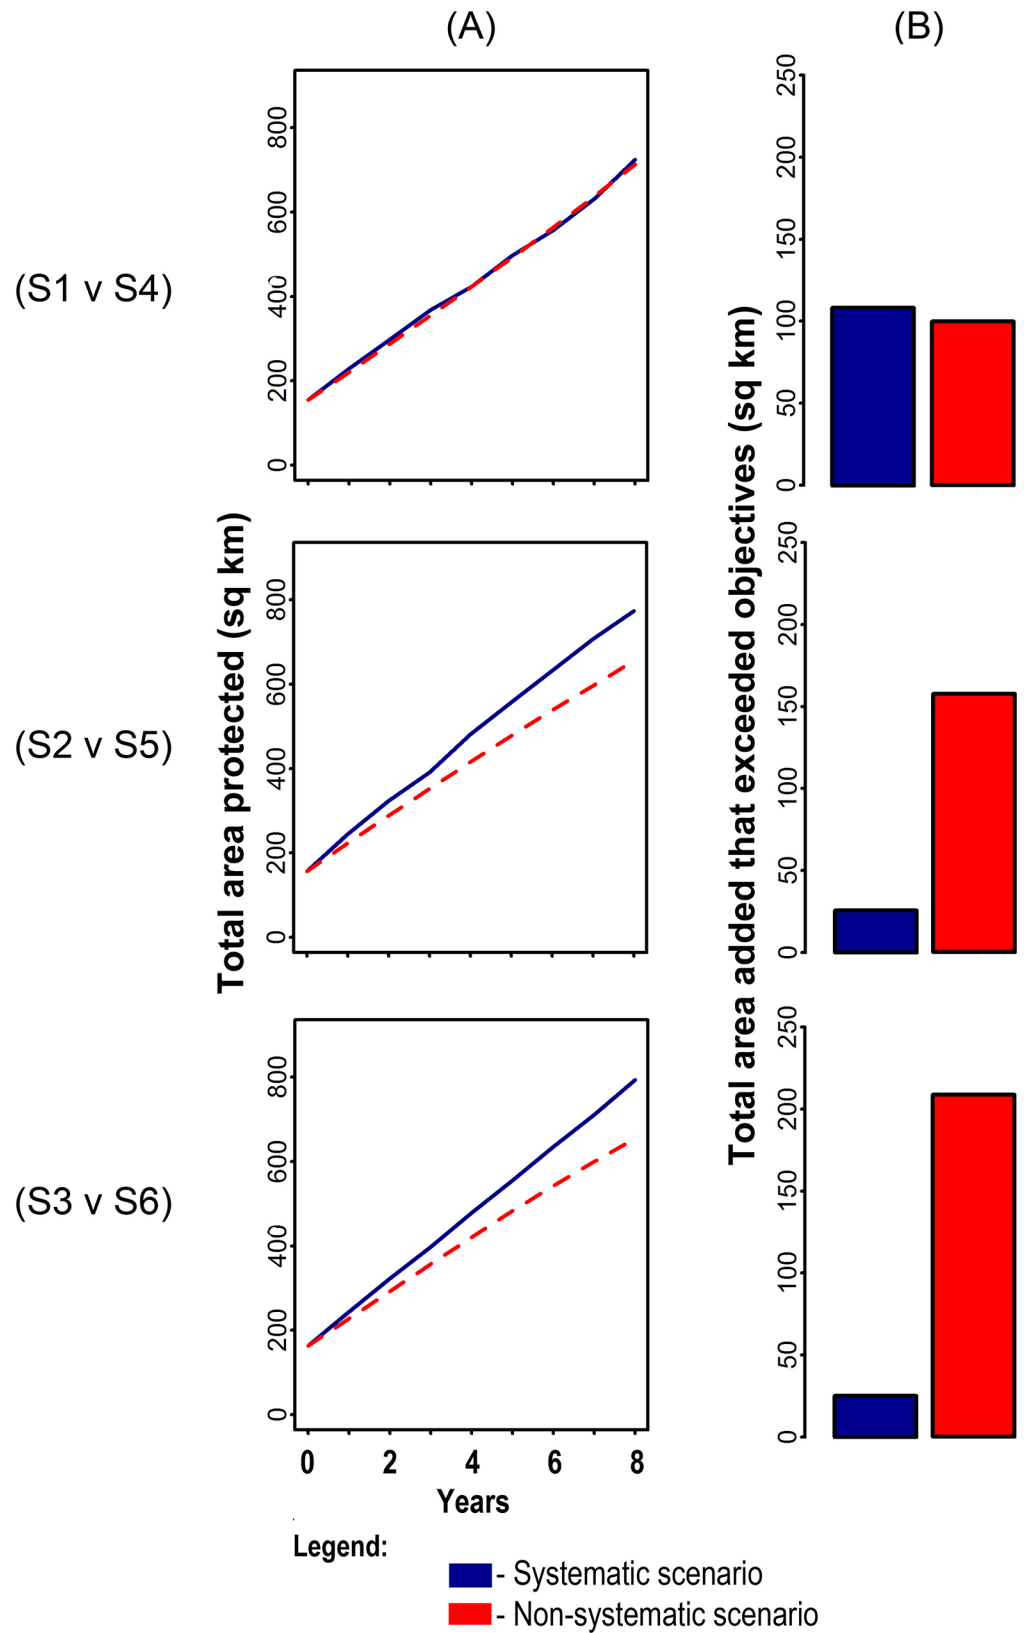 (A)
(B)
(S1 v S4)
(S2 v S5)
(S3 v S6)
Total area protected (sq km)
0 200 400 600 800
0 200 400 600 800
0 200 400 600 800
0 2 4 6 8
Years
Total area added that exceeded objectives (sq km)
0 50 100 150 200 250
0 50 100 150 200 250
0 50 100 150 200 250
Legend:
- Systematic scenario
- Non-systematic scenario